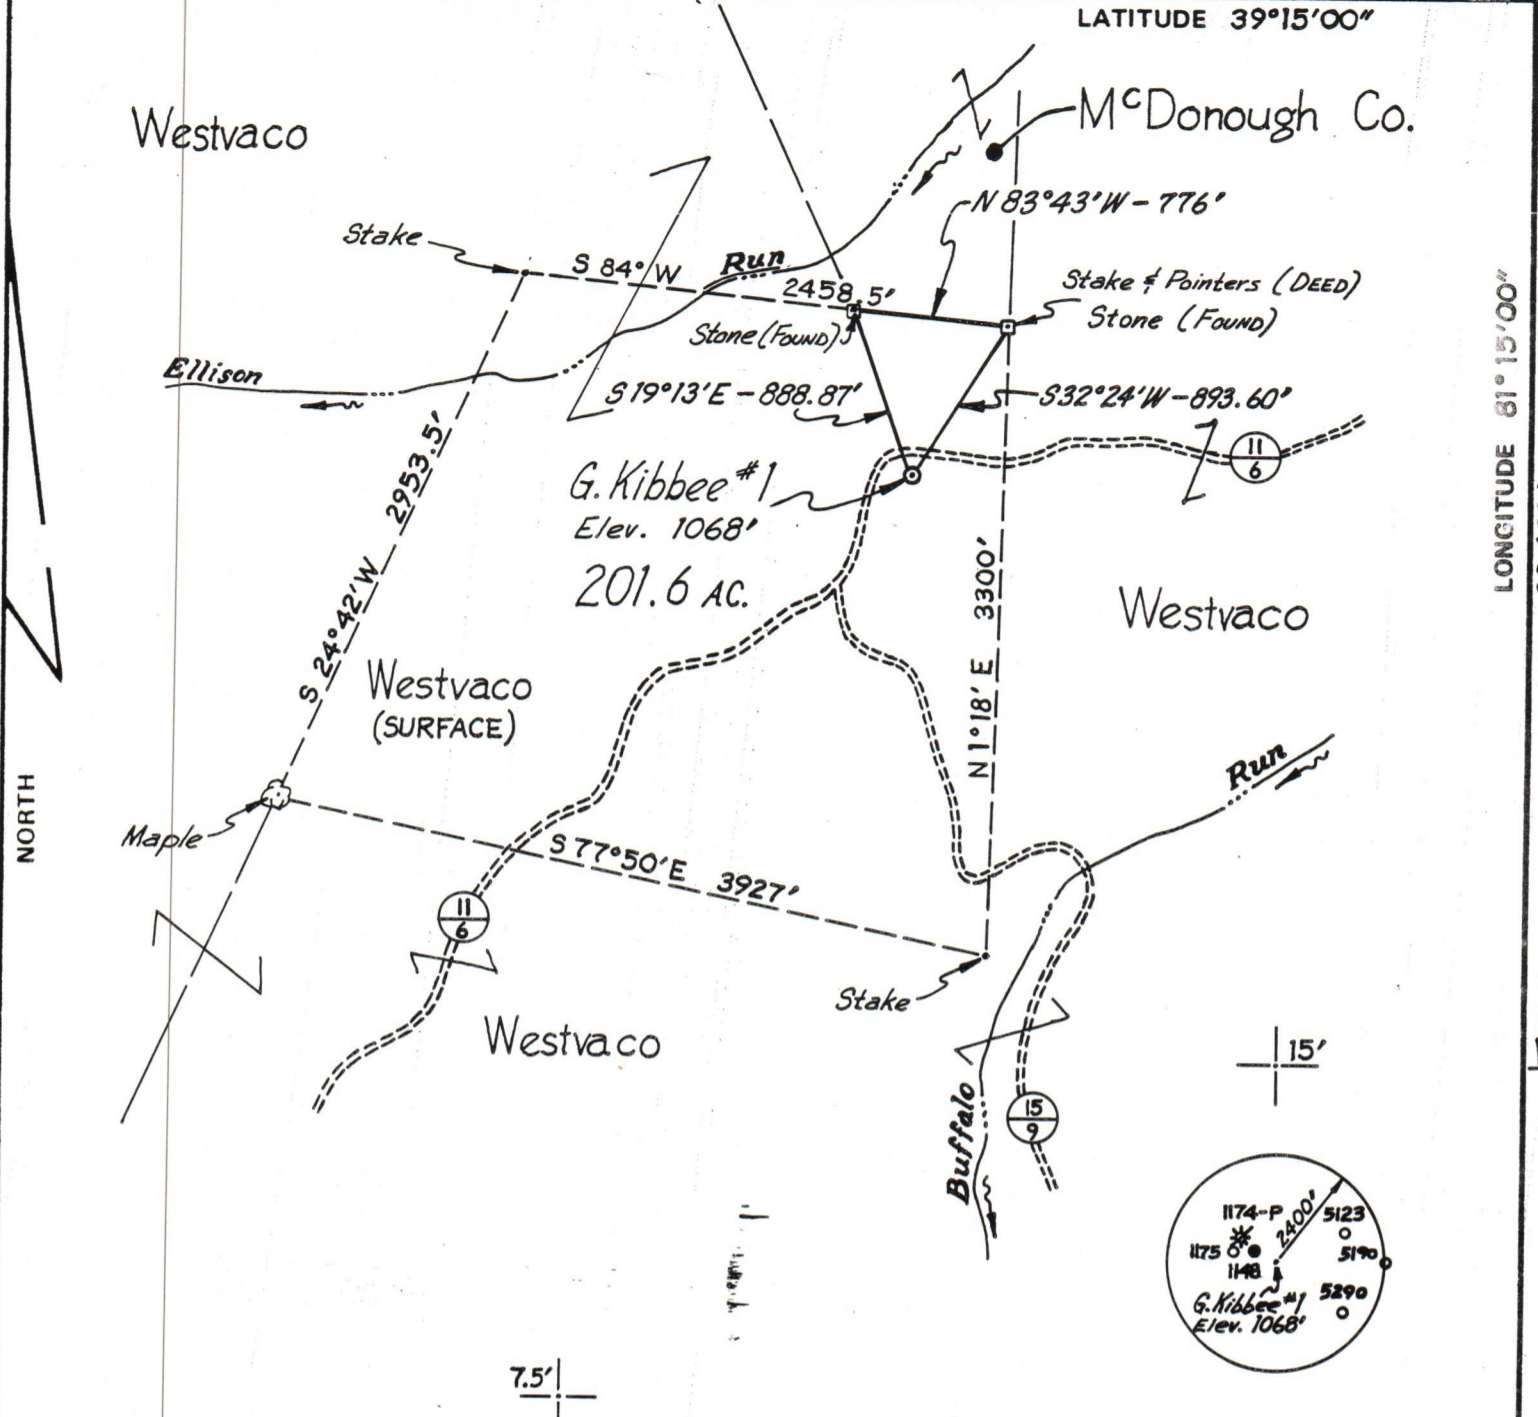 LATITUDE 39°15'00"
McDonough Co.
Westvaco
N 83°43'W – 776'
Stake
S 84° W
Run
2458.5'
Stake & Pointers (DEED)
Stone (FOUND)
Stone (FOUND)
LONGITUDE 81°15'00"
Ellison
S 19°13'E – 888.87'
S 32°24'W – 893.60'
2953.5'
11
6
G. Kibbee #1
Elev. 1068'
201.6 AC.
3300'
S 24°42'W
Westvaco
Westvaco
(SURFACE)
N 1°18' E
Run
NORTH
Maple
S 77°50'E 3927'
11
6
Stake
Westvaco
15'
Buffalo
15
9
1174-P
2400'
5123
1175
5190
1148
5290
G. Kibbee #1
Elev. 1068'
7.5'